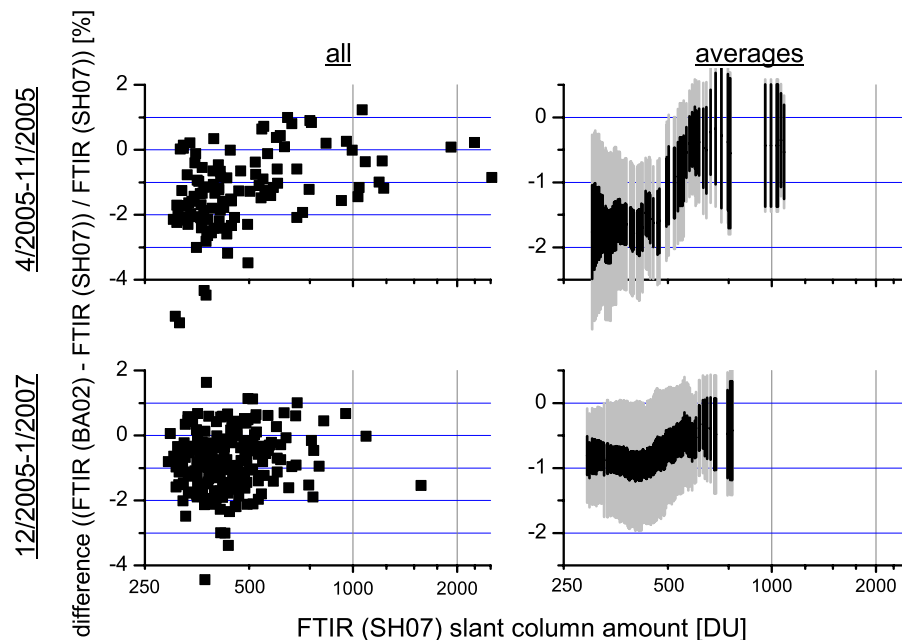 all
averages
difference ((FTIR (BA02) - FTIR (SH07)) / FTIR (SH07)) [%]
4/2005-11/2005
2
0
-2
-4
0
-1
-2
12/2005-1/2007
2
0
-2
-4
0
-1
-2
250 500 1000 2000
250 500 1000 2000
FTIR (SH07) slant column amount [DU]